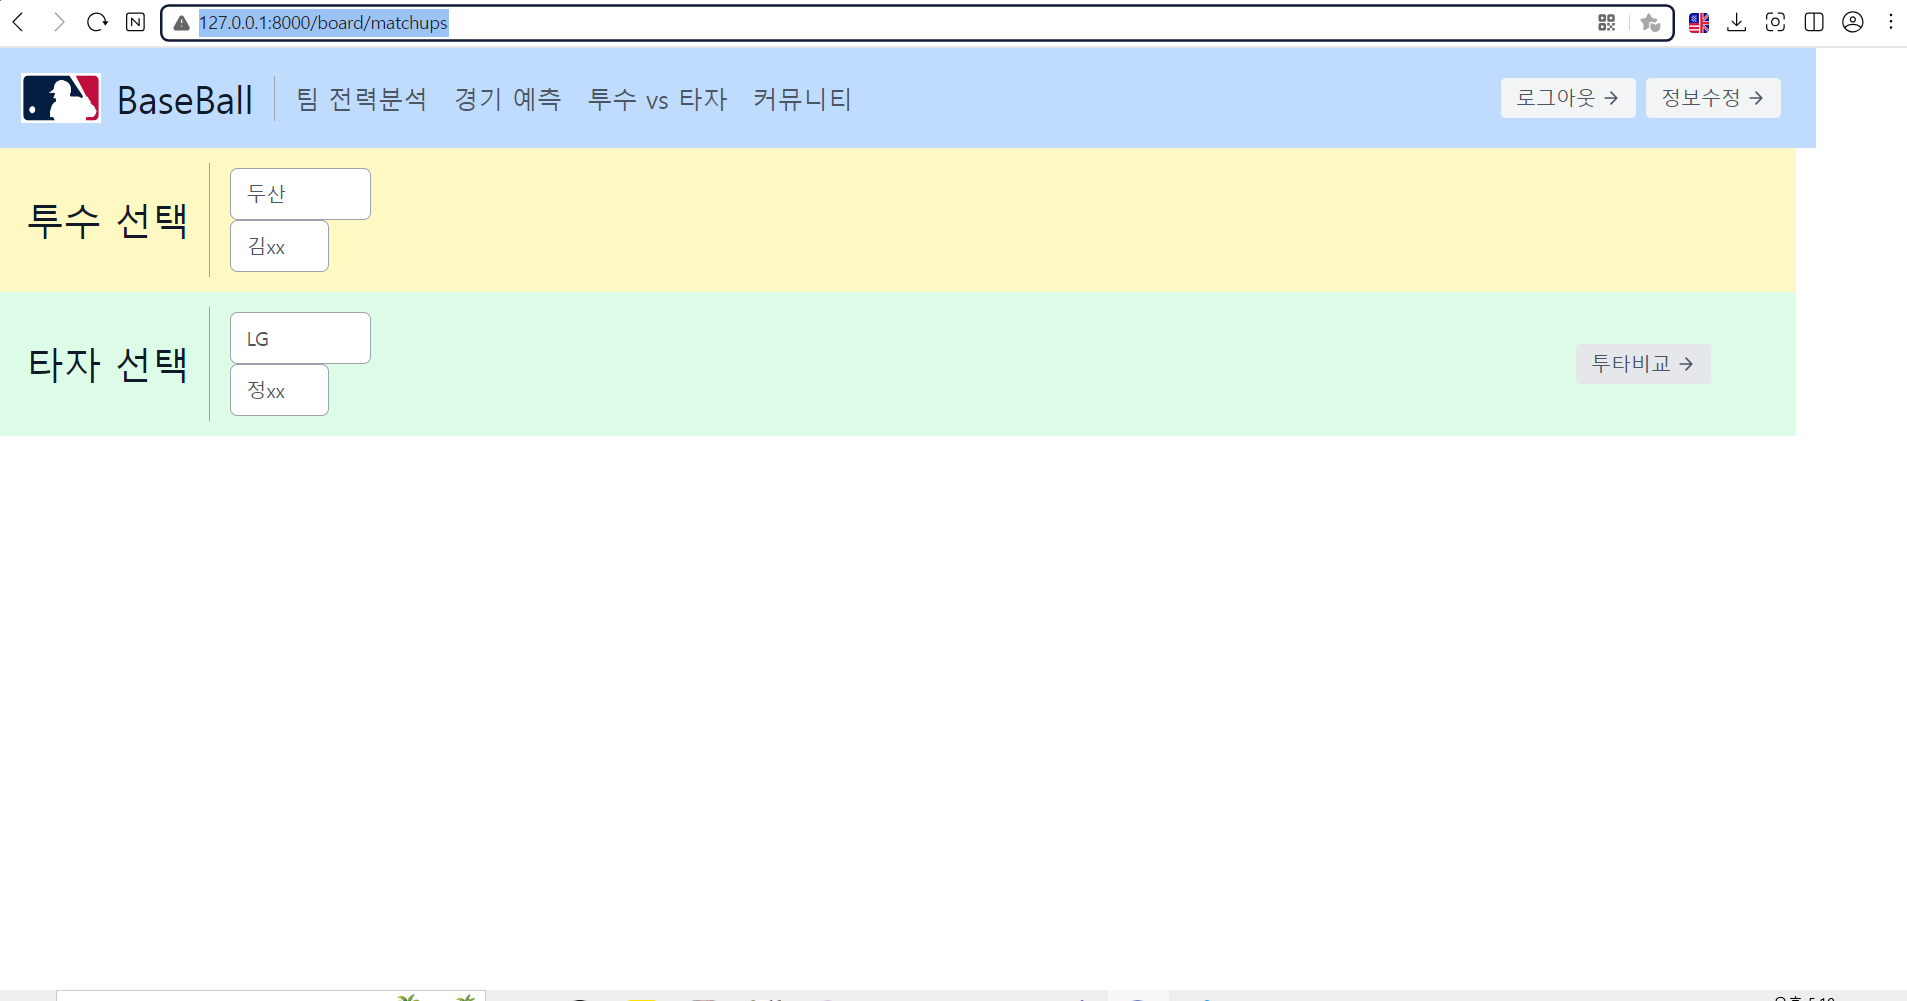 127.0.0.1:8000/board/matchups
BaseBall 팀 전력분석 경기 예측 투수 vs 타자 커뮤니티 로그아웃 → 정보수정 →
투수 선택
두산
김xx
타자 선택
LG
정xx
투타비교 →